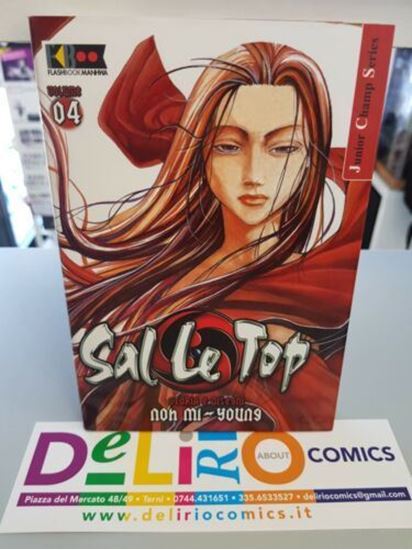 FLASHBOOK MANHWA
VOLUME
04
Junior Champ Series
Sal Le Top
noh mi-young
DeLiRiO ABOUT COMICS
Piazza del Mercato 48/49 • Terni • 0744.431651 • 335.6533527 • deliriocomics@gmail.com
www.deliriocomics.it